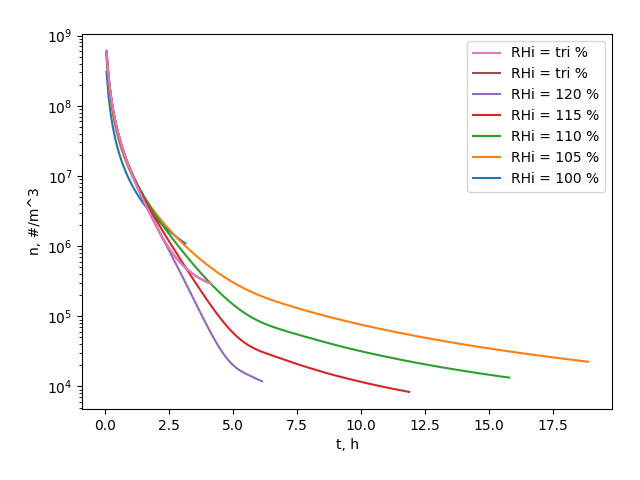 10^9
10^8
10^7
10^6
10^5
10^4
n, #/m^3
RHi = tri %
RHi = tri %
RHi = 120 %
RHi = 115 %
RHi = 110 %
RHi = 105 %
RHi = 100 %
0.0 2.5 5.0 7.5 10.0 12.5 15.0 17.5
t, h